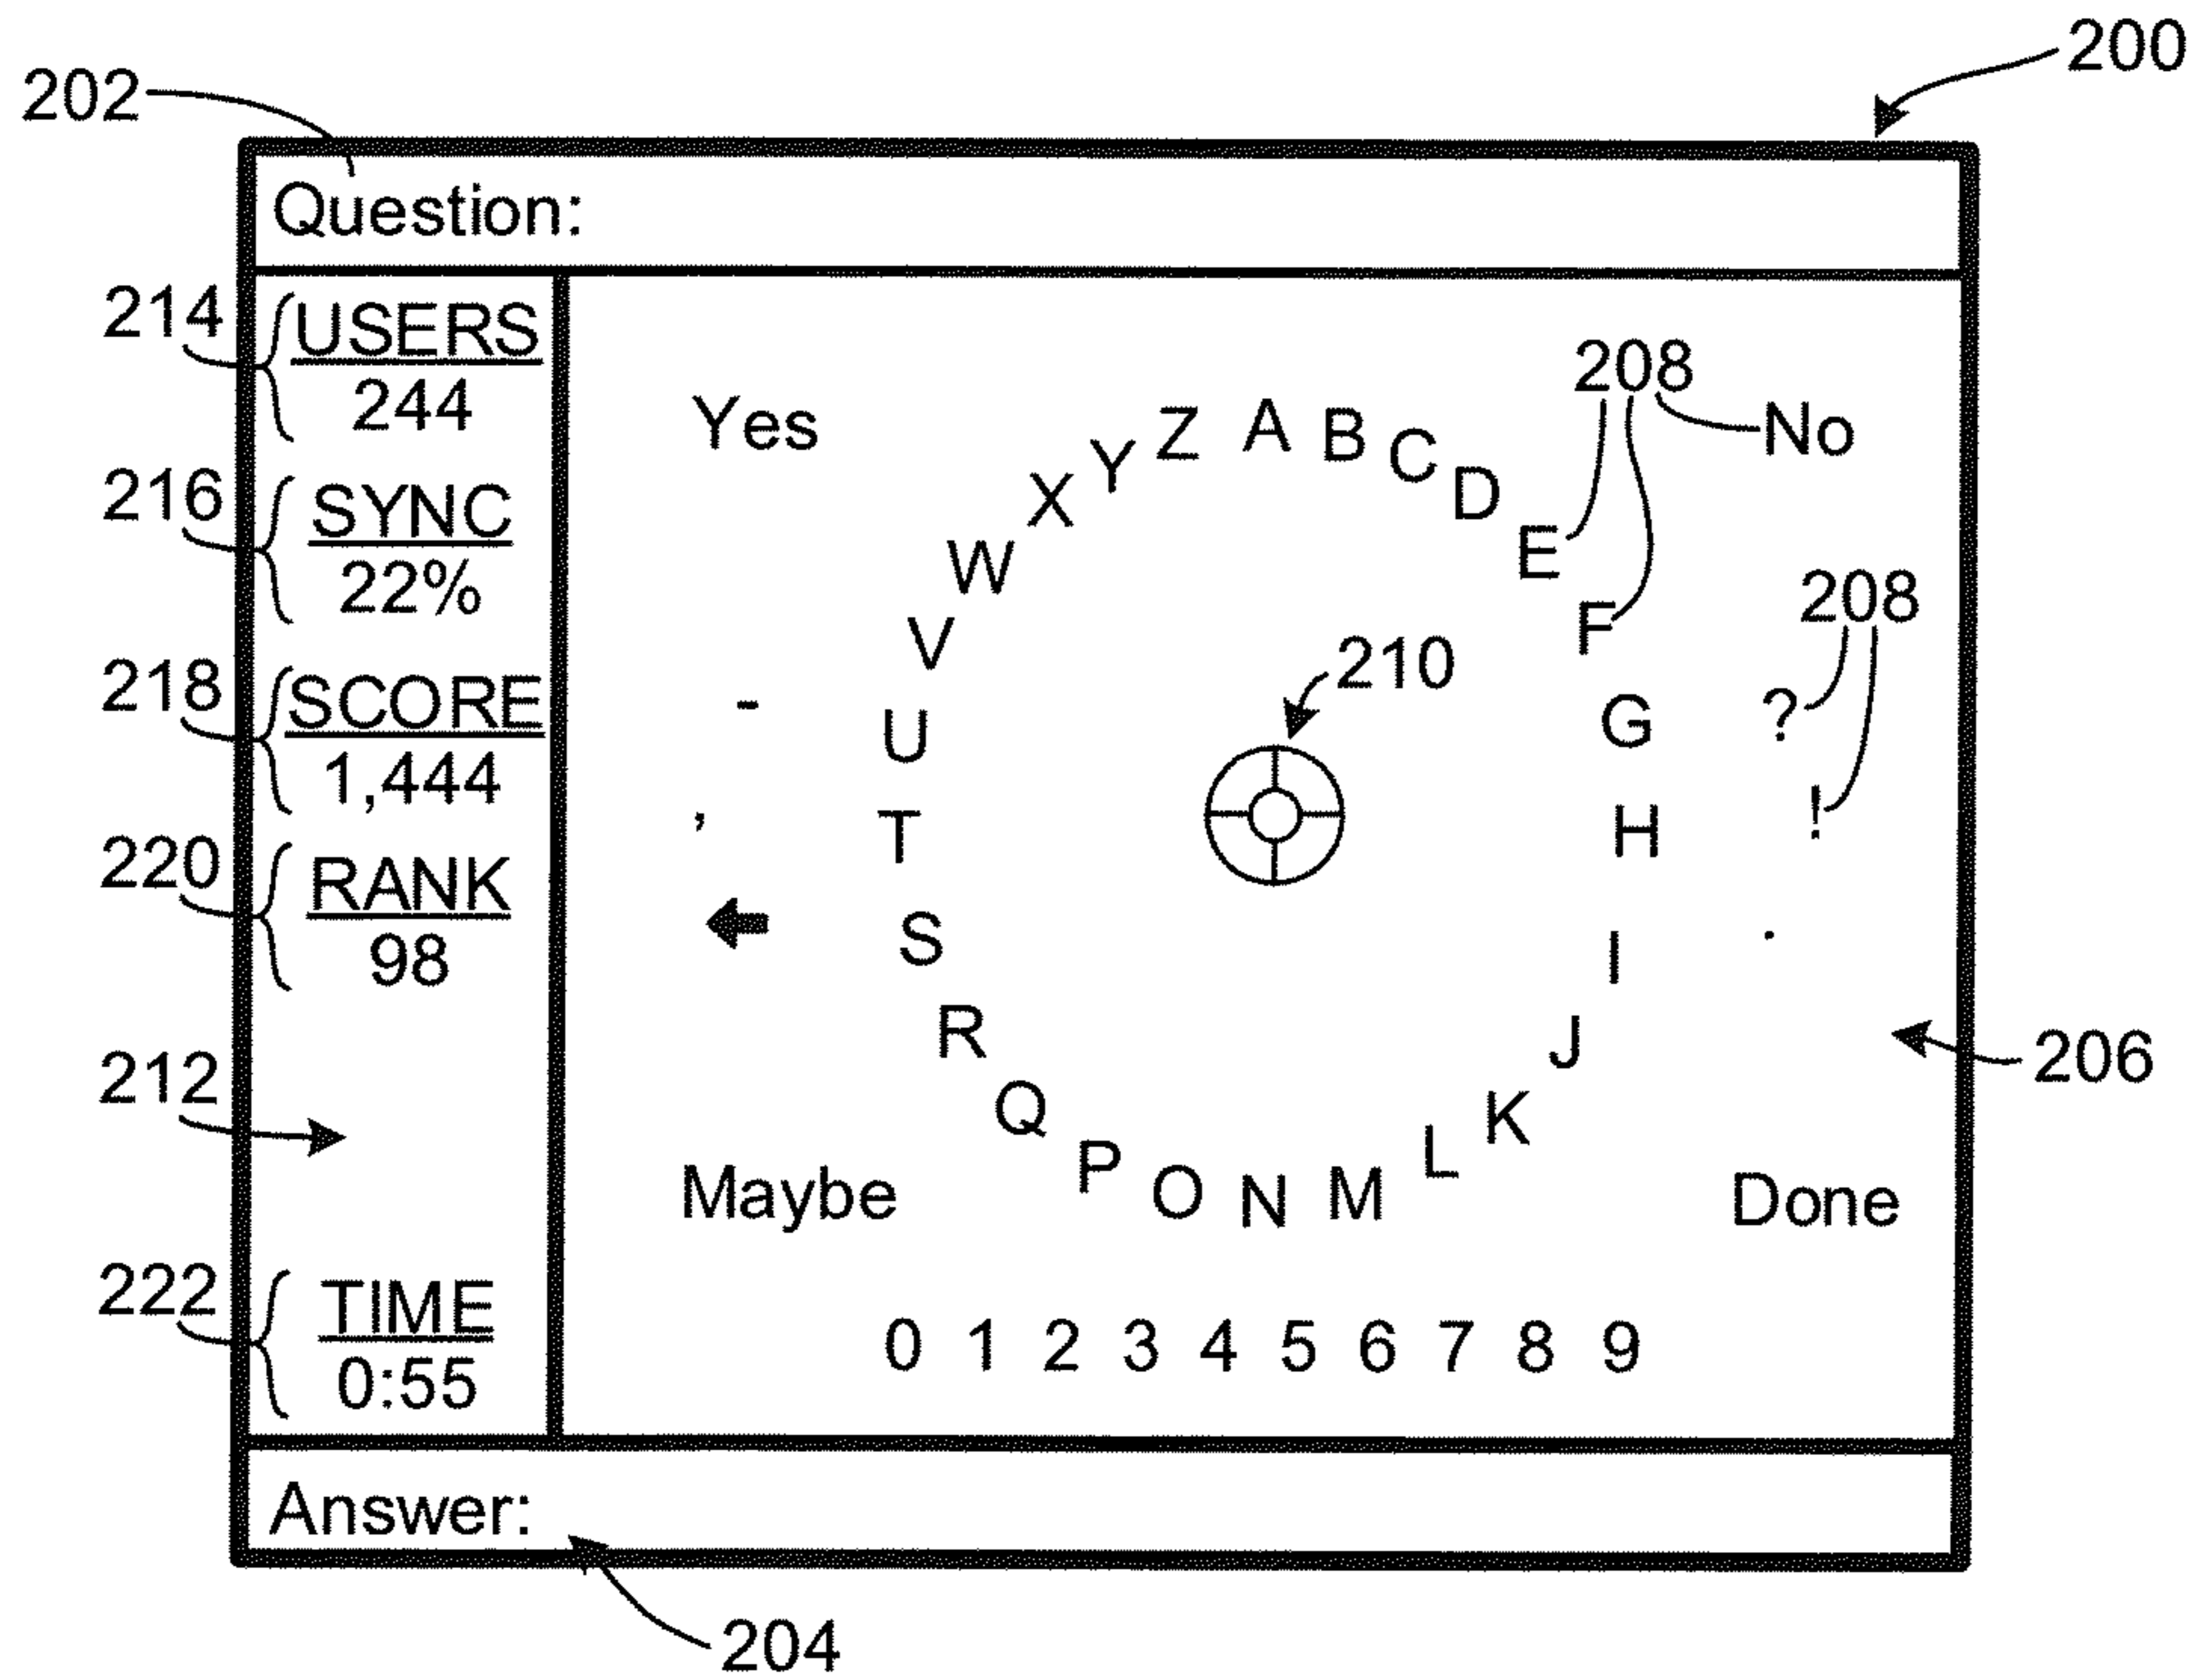 200
202
Question:
214
USERS
244
216
SYNC
22%
218
SCORE
1,444
220
RANK
98
212
222
TIME
0:55
Yes
No
208
A B C D E F G H I J K L M N O P Q R S T U V W X Y Z
208
-
,
?
!
.
210
206
Maybe
Done
0 1 2 3 4 5 6 7 8 9
Answer:
204